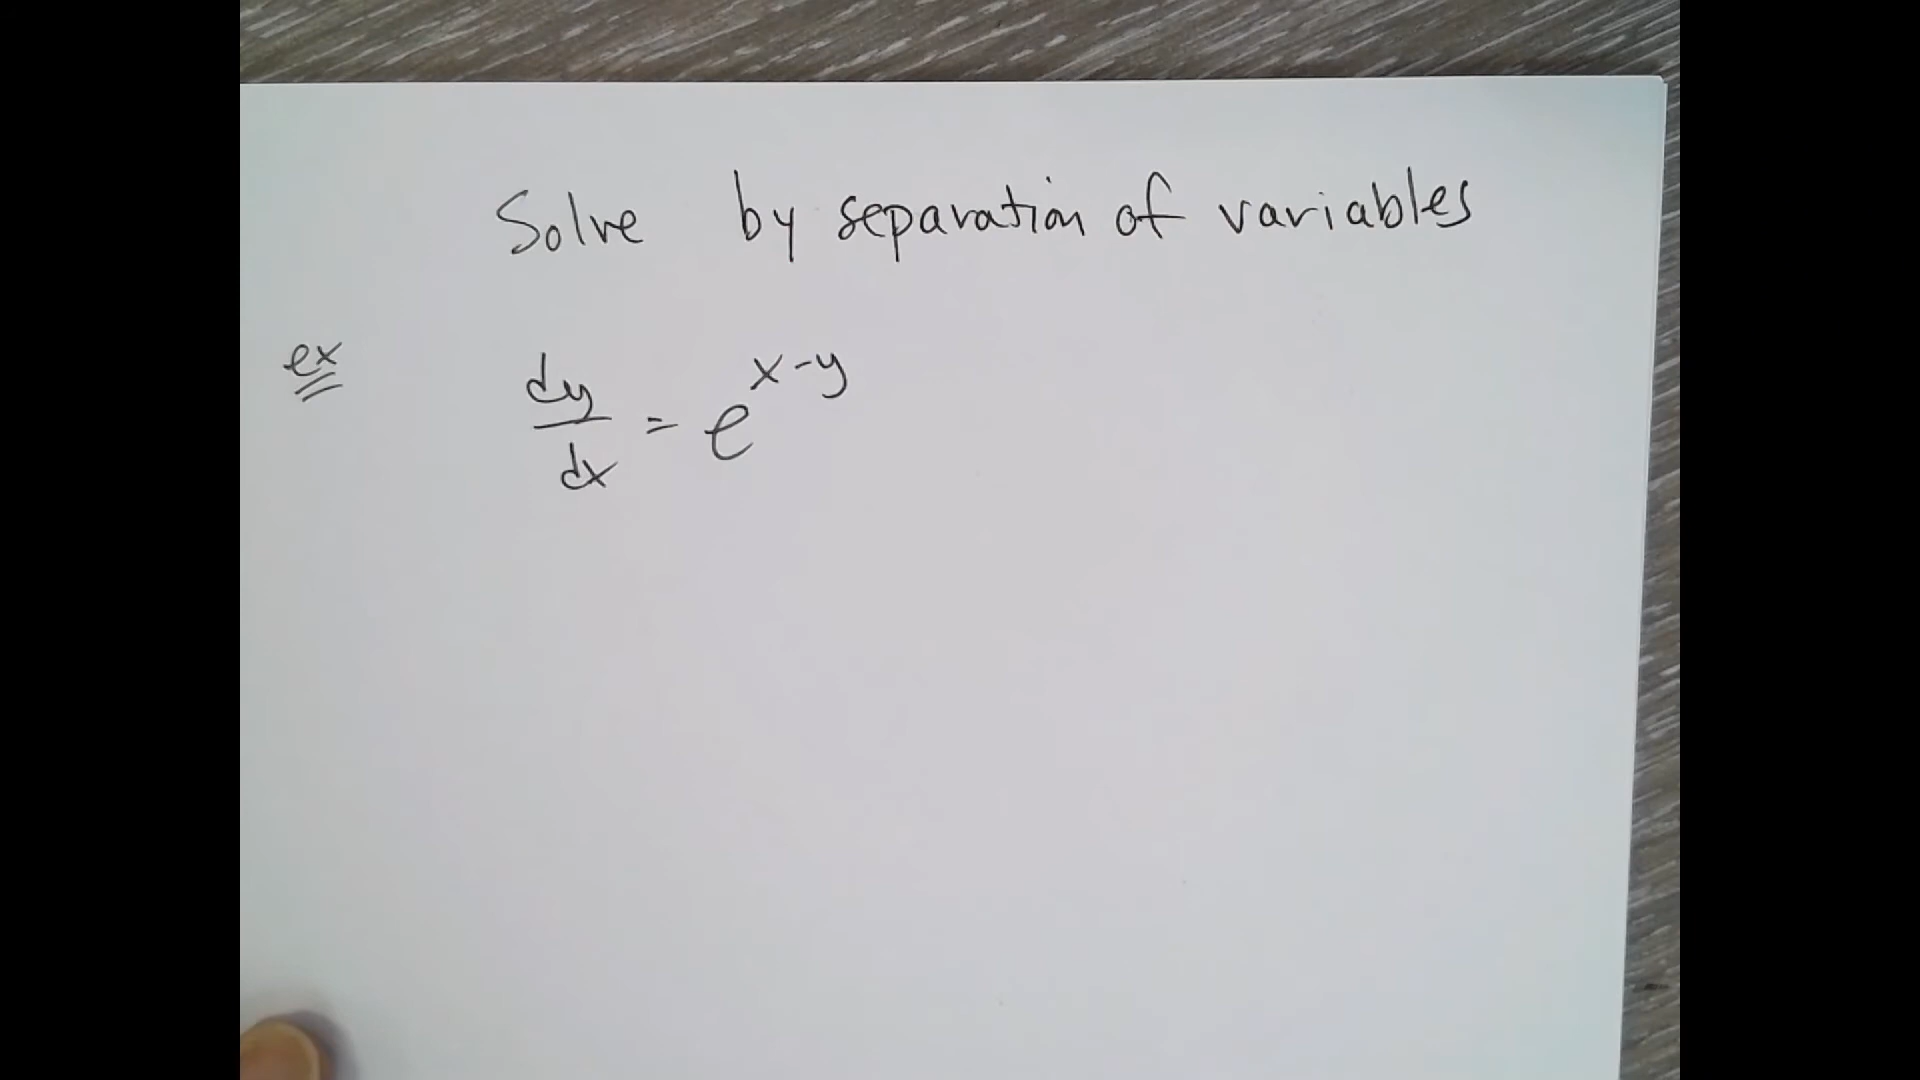 Solve by separation of variables
ex dy/dx = e^{x-y}